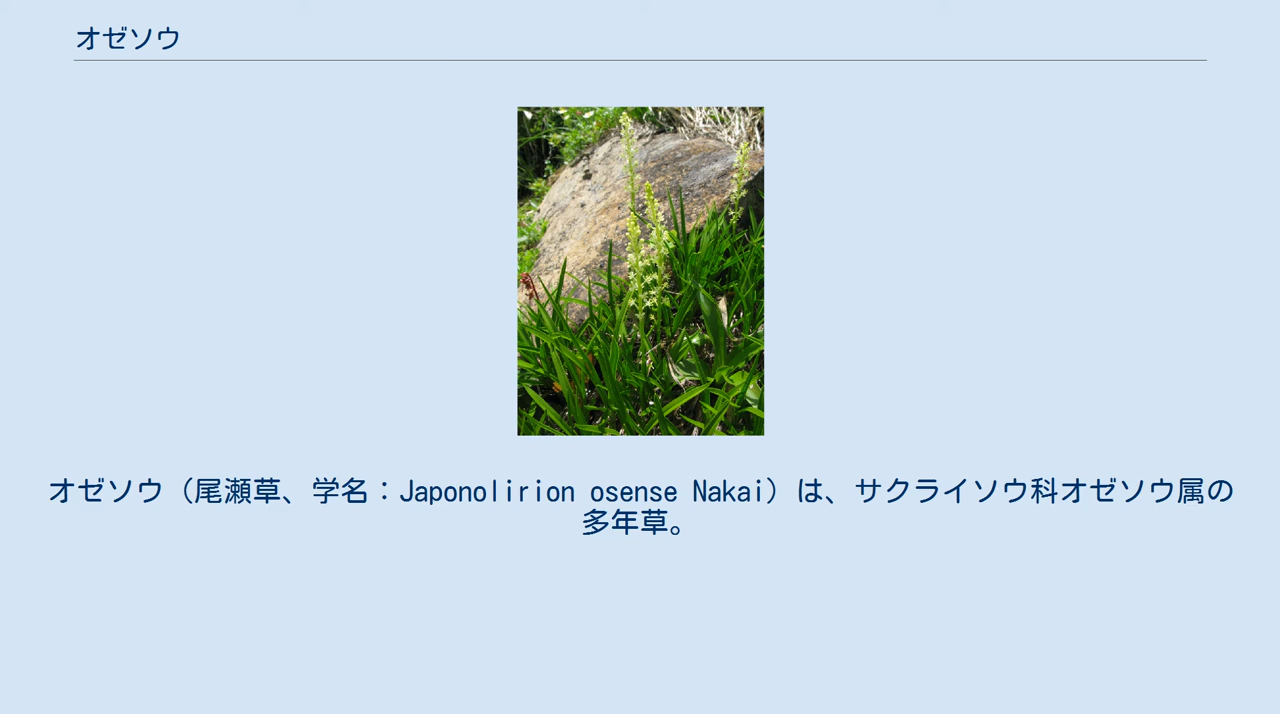 オゼソウ
オゼソウ（尾瀬草、学名：Japonolirion osense Nakai）は、サクライソウ科オゼソウ属の
多年草。